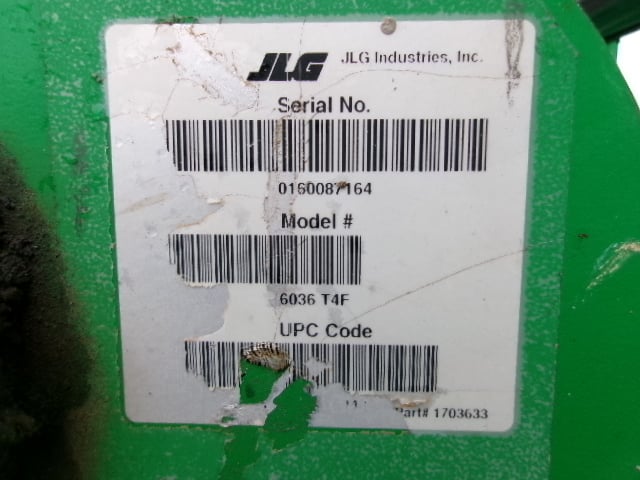 JLG JLG Industries, Inc.
Serial No.
0160087164
Model #
6036 T4F
UPC Code
Part# 1703633